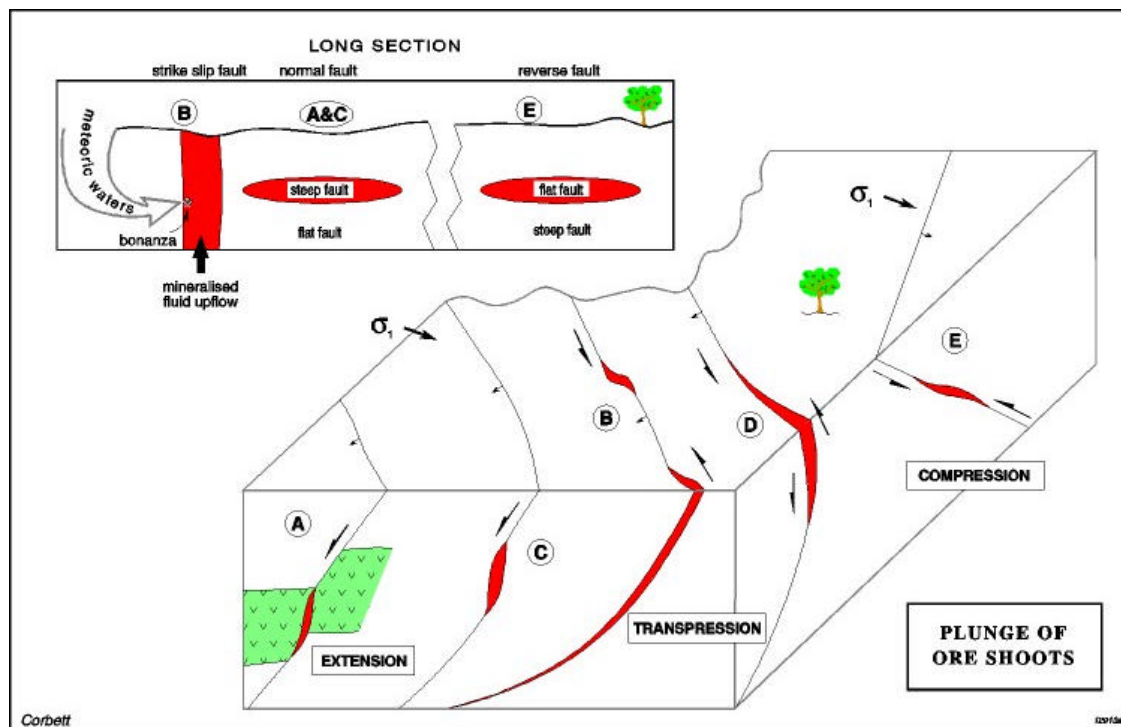 LONG SECTION
strike slip fault normal fault reverse fault
B A&C E
meteoric waters
steep fault flat fault
bonanza flat fault steep fault
mineralised
fluid upflow
σ1
σ1
E
B
D
COMPRESSION
A
C
TRANSPRESSION
EXTENSION
PLUNGE OF
ORE SHOOTS
Corbett